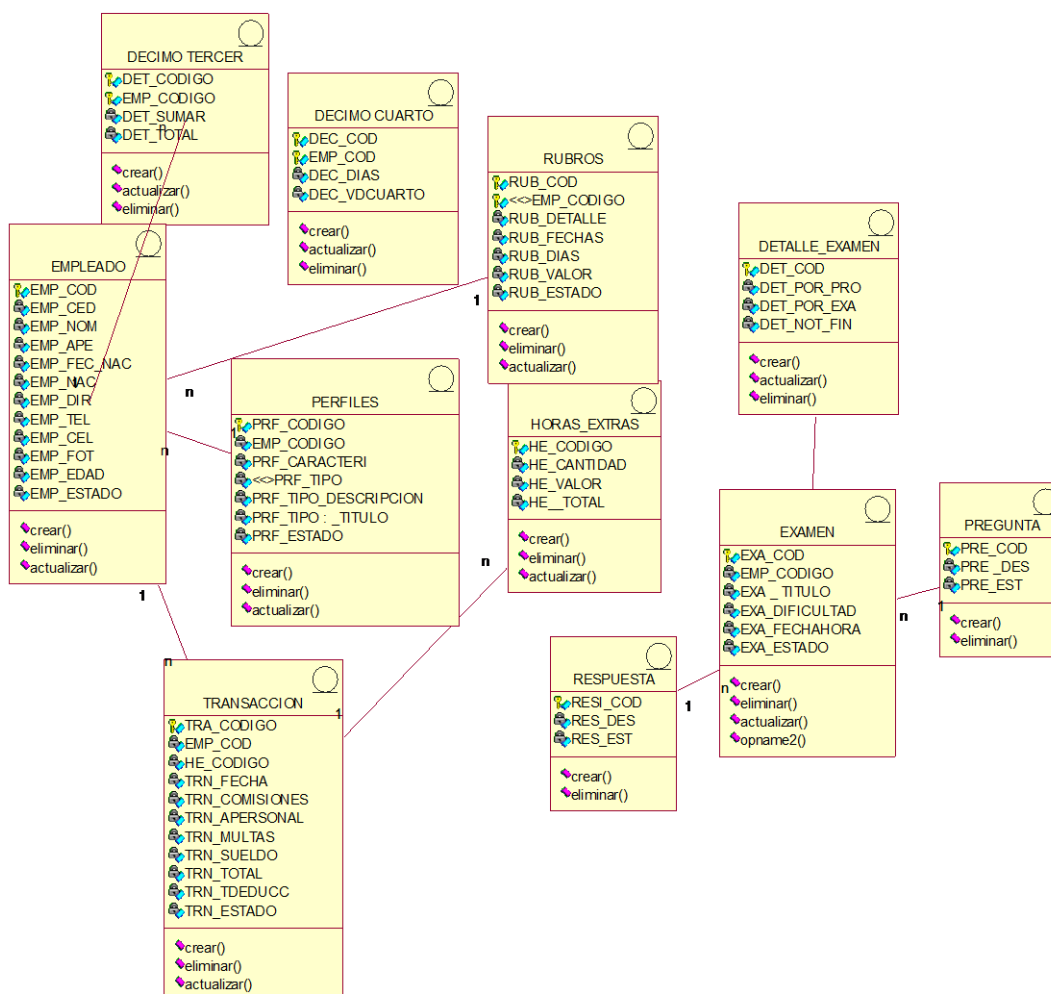 DECIMO TERCER
DET_CODIGO
EMP_CODIGO
DET_SUMAR
DET_TOTAL
n
crear()
actualizar()
eliminar()
DECIMO CUARTO
DEC_COD
EMP_COD
DEC_DIAS
DEC_VDCUARTO
crear()
actualizar()
eliminar()
RUBROS
RUB_COD
<<>EMP_CODIGO
RUB_DETALLE
RUB_FECHAS
RUB_DIAS
RUB_VALOR
RUB_ESTADO
crear()
eliminar()
actualizar()
1
n
DETALLE_EXAMEN
DET_COD
DET_POR_PRO
DET_POR_EXA
DET_NOT_FIN
crear()
actualizar()
eliminar()
EMPLEADO
EMP_COD
EMP_CED
EMP_NOM
EMP_APE
EMP_FEC_NAC
EMP_NAC
1
EMP_DIR
EMP_TEL
EMP_CEL
EMP_FOT
EMP_EDAD
EMP_ESTADO
crear()
eliminar()
actualizar()
n
1
PERFILES
PRF_CODIGO
EMP_CODIGO
PRF_CARACTERI
<<>PRF_TIPO
PRF_TIPO_DESCRIPCION
PRF_TIPO : _TITULO
PRF_ESTADO
crear()
eliminar()
actualizar()
HORAS_EXTRAS
HE_CODIGO
HE_CANTIDAD
HE_VALOR
HE__TOTAL
crear()
eliminar()
actualizar()
n
1
EXAMEN
EXA_COD
EMP_CODIGO
EXA _ TITULO
EXA_DIFICULTAD
EXA_FECHAHORA
EXA_ESTADO
crear()
eliminar()
actualizar()
opname2()
n
1
PREGUNTA
PRE_COD
PRE _DES
PRE_EST
crear()
eliminar()
RESPUESTA
RESI_COD
RES_DES
RES_EST
crear()
eliminar()
1
n
1
n
TRANSACCION
TRA_CODIGO
EMP_COD
HE_CODIGO
TRN_FECHA
TRN_COMISIONES
TRN_APERSONAL
TRN_MULTAS
TRN_SUELDO
TRN_TOTAL
TRN_TDEDUCC
TRN_ESTADO
crear()
eliminar()
actualizar()